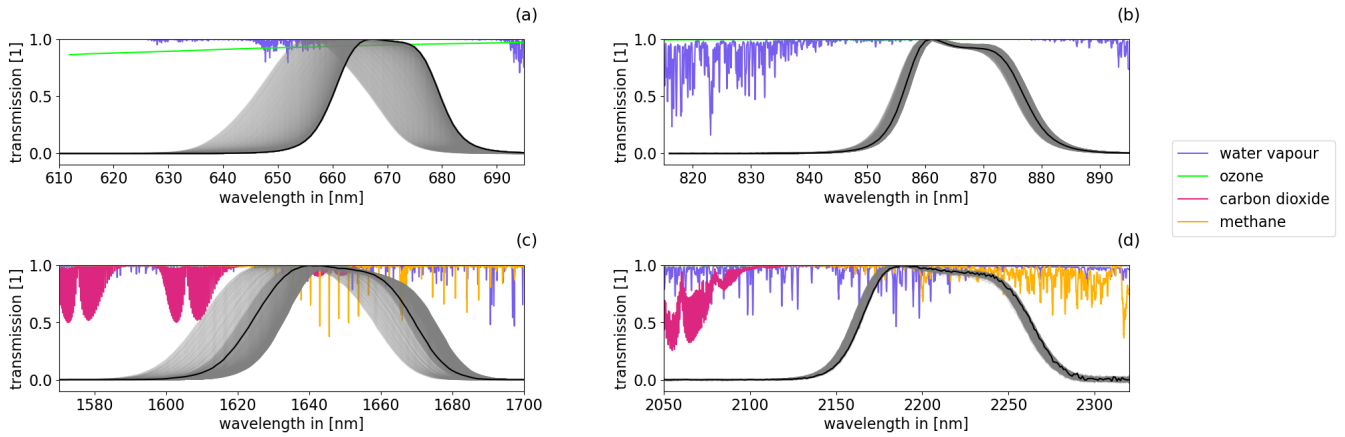 (a)
transmission [1]
1.0
0.5
0.0
610 620 630 640 650 660 670 680 690
wavelength in [nm]
(b)
transmission [1]
1.0
0.5
0.0
820 830 840 850 860 870 880 890
wavelength in [nm]
water vapour
ozone
carbon dioxide
methane
(c)
transmission [1]
1.0
0.5
0.0
1580 1600 1620 1640 1660 1680 1700
wavelength in [nm]
(d)
transmission [1]
1.0
0.5
0.0
2050 2100 2150 2200 2250 2300
wavelength in [nm]